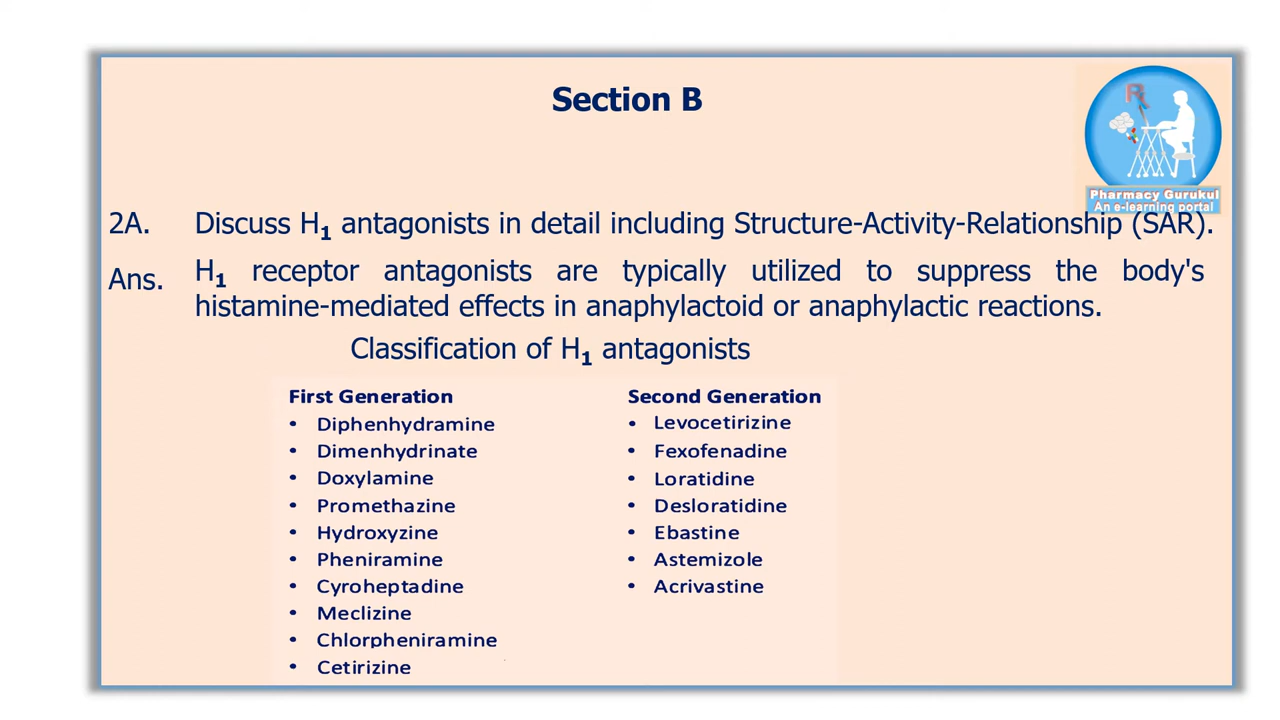 Section B
Pharmacy Gurukul
An e-learning portal
2A. Discuss H1 antagonists in detail including Structure-Activity-Relationship (SAR).
Ans. H1 receptor antagonists are typically utilized to suppress the body's
histamine-mediated effects in anaphylactoid or anaphylactic reactions.
Classification of H1 antagonists
First Generation
• Diphenhydramine
• Dimenhydrinate
• Doxylamine
• Promethazine
• Hydroxyzine
• Pheniramine
• Cyroheptadine
• Meclizine
• Chlorpheniramine
• Cetirizine
Second Generation
• Levocetirizine
• Fexofenadine
• Loratidine
• Desloratidine
• Ebastine
• Astemizole
• Acrivastine